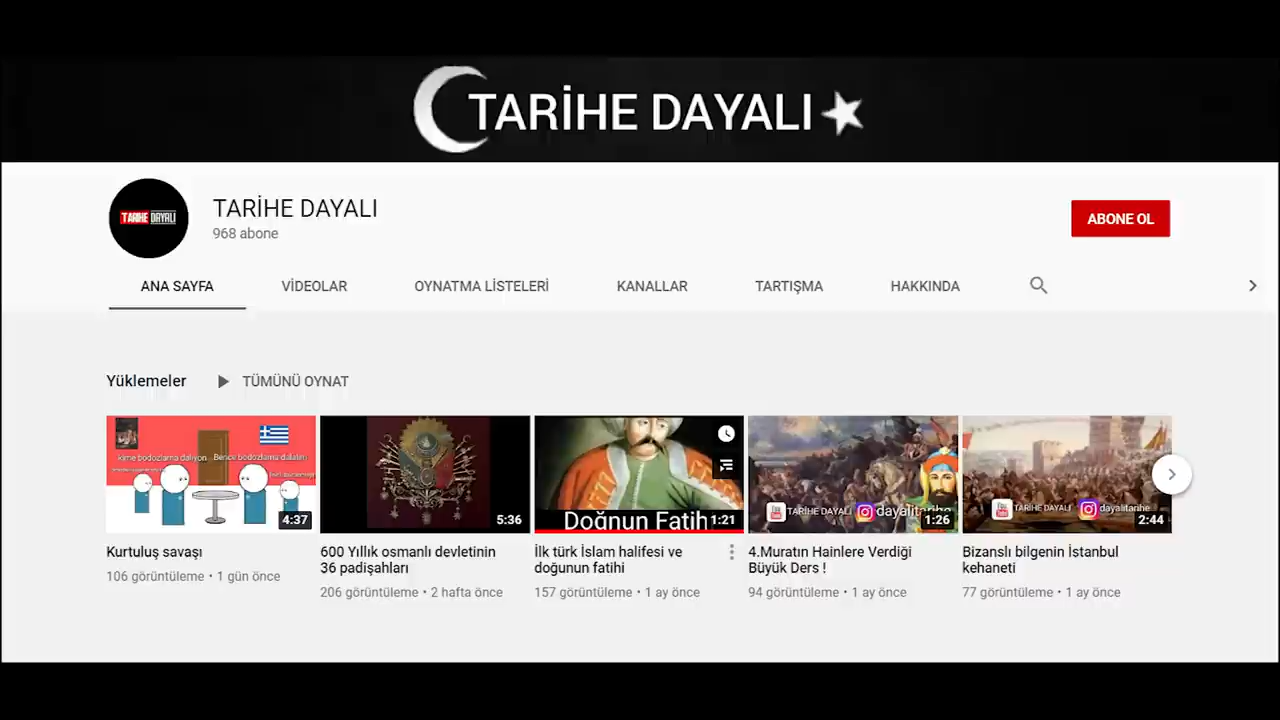 TARİHE DAYALI
TARİHE DAYALI
TARİHE DAYALI
968 abone
ABONE OL
ANA SAYFA
VİDEOLAR
OYNATMA LİSTELERİ
KANALLAR
TARTIŞMA
HAKKINDA
Yüklemeler
TÜMÜNÜ OYNAT
kime bodozlama dalıyon
Bence bodozlama dalalım
4:37
5:36
Doğnun Fatih
1:21
TARİHE DAYALI
dayalitarihe
1:26
TARİHE DAYALI
dayalitarihe
2:44
Kurtuluş savaşı
106 görüntüleme • 1 gün önce
600 Yıllık osmanlı devletinin
36 padişahları
206 görüntüleme • 2 hafta önce
İlk türk İslam halifesi ve
doğunun fatihi
157 görüntüleme • 1 ay önce
4.Muratın Hainlere Verdiği
Büyük Ders !
94 görüntüleme • 1 ay önce
Bizanslı bilgenin İstanbul
kehaneti
77 görüntüleme • 1 ay önce